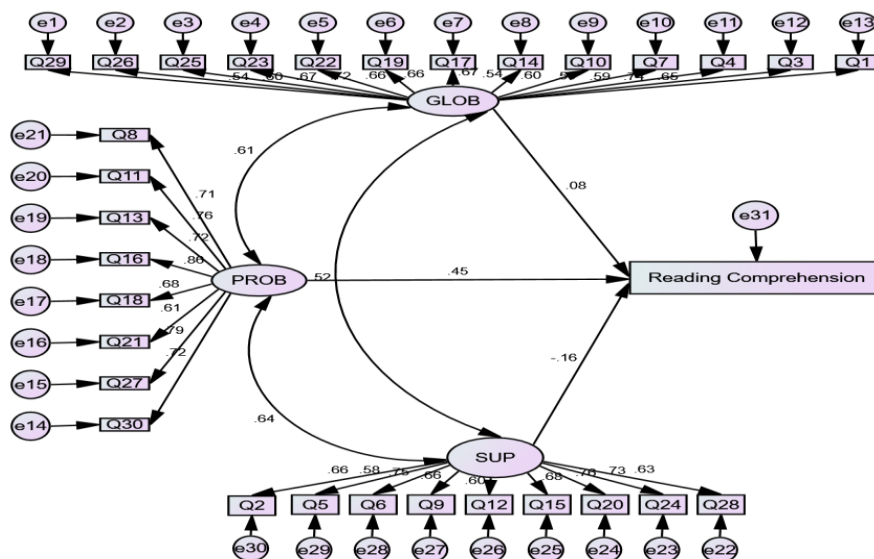 e1 e2 e3 e4 e5 e6 e7 e8 e9 e10 e11 e12 e13
Q29 Q26 Q25 Q23 Q22 Q19 Q17 Q14 Q10 Q7 Q4 Q3 Q1
.54 .60 .67 .72 .66 .66 .67 .54 .60 .59 .65
GLOB
e21 Q8
.61
.71
.08
e20 Q11
.76
e19 Q13
.72
e31
e18 Q16
.86
PROB
.52
.45
Reading Comprehension
.68
e17 Q18
.61
e16 Q21
.79
.72
-.16
e15 Q27
e14 Q30
.64
SUP
.66 .58 .75 .66 .60 .68 .76 .73 .63
Q2 Q5 Q6 Q9 Q12 Q15 Q20 Q24 Q28
e30 e29 e28 e27 e26 e25 e24 e23 e22